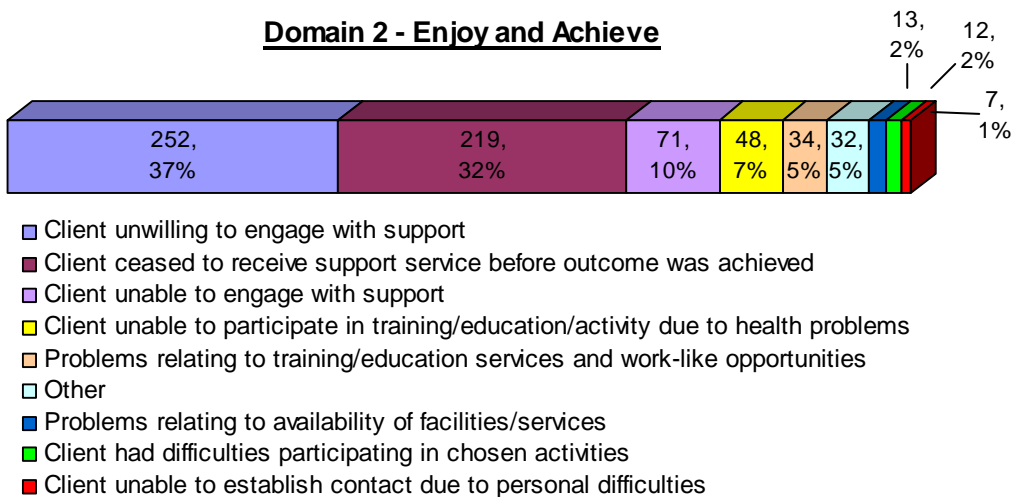 Domain 2 - Enjoy and Achieve
13,
2%
12,
2%
7,
1%
252,
37%
219,
32%
71,
10%
48,
7%
34,
5%
32,
5%
Client unwilling to engage with support
Client ceased to receive support service before outcome was achieved
Client unable to engage with support
Client unable to participate in training/education/activity due to health problems
Problems relating to training/education services and work-like opportunities
Other
Problems relating to availability of facilities/services
Client had difficulties participating in chosen activities
Client unable to establish contact due to personal difficulties